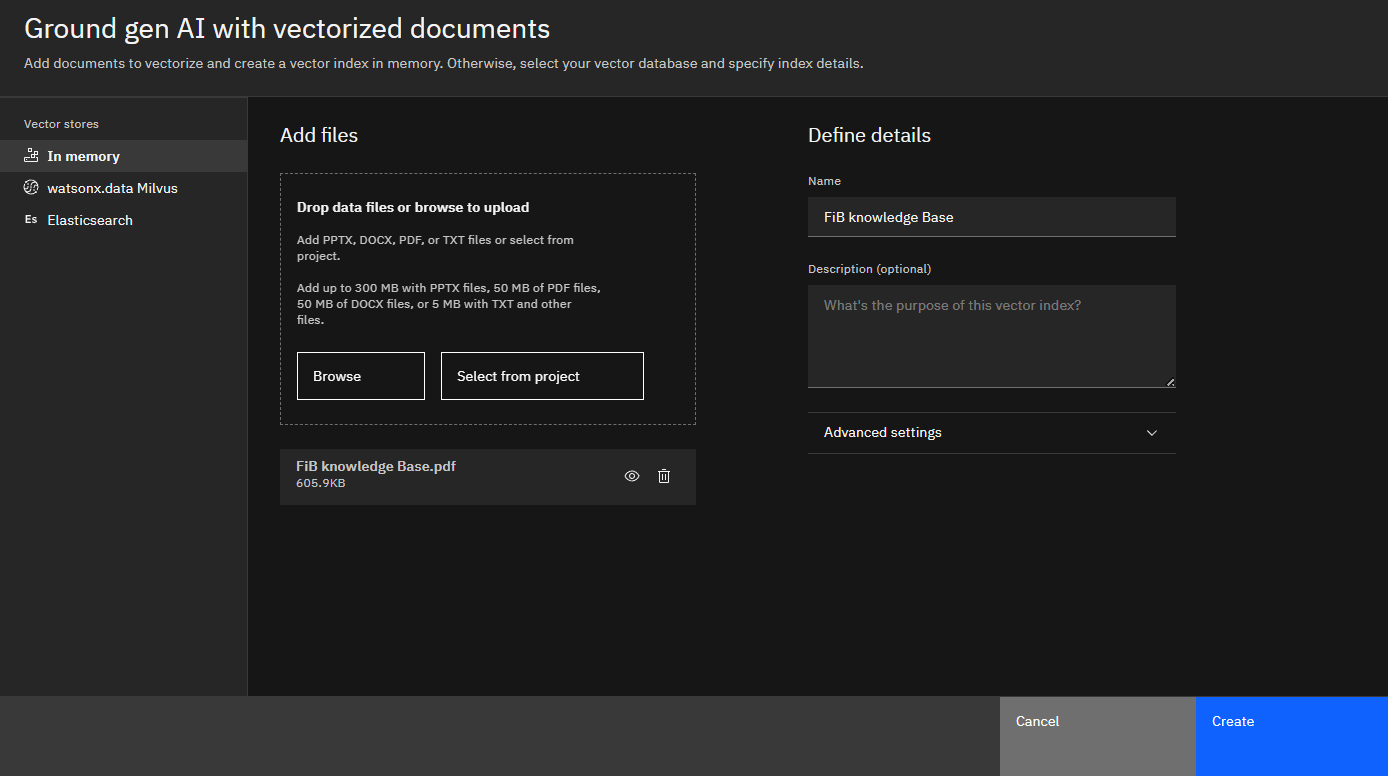 Ground gen AI with vectorized documents
Add documents to vectorize and create a vector index in memory. Otherwise, select your vector database and specify index details.
Vector stores
In memory
watsonx.data Milvus
Es Elasticsearch
Add files
Drop data files or browse to upload
Add PPTX, DOCX, PDF, or TXT files or select from
project.
Add up to 300 MB with PPTX files, 50 MB of PDF files,
50 MB of DOCX files, or 5 MB with TXT and other
files.
Browse
Select from project
FiB knowledge Base.pdf
605.9KB
Define details
Name
FiB knowledge Base
Description (optional)
What's the purpose of this vector index?
Advanced settings
Cancel
Create